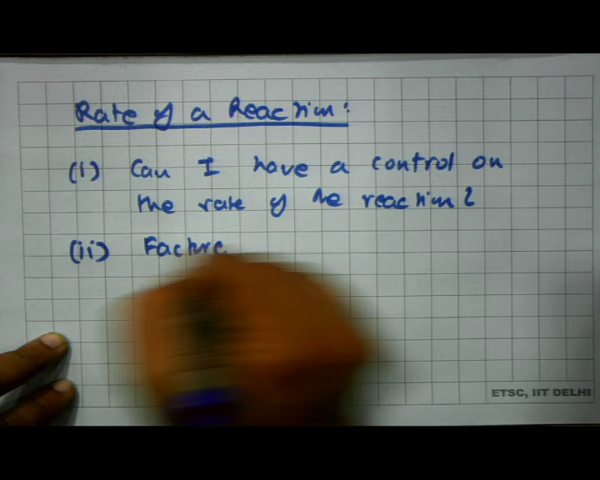 Rate of a Reaction:
(i) Can I have a control on
the rate of the reaction?
(ii) Factors
ETSC, IIT DELHI